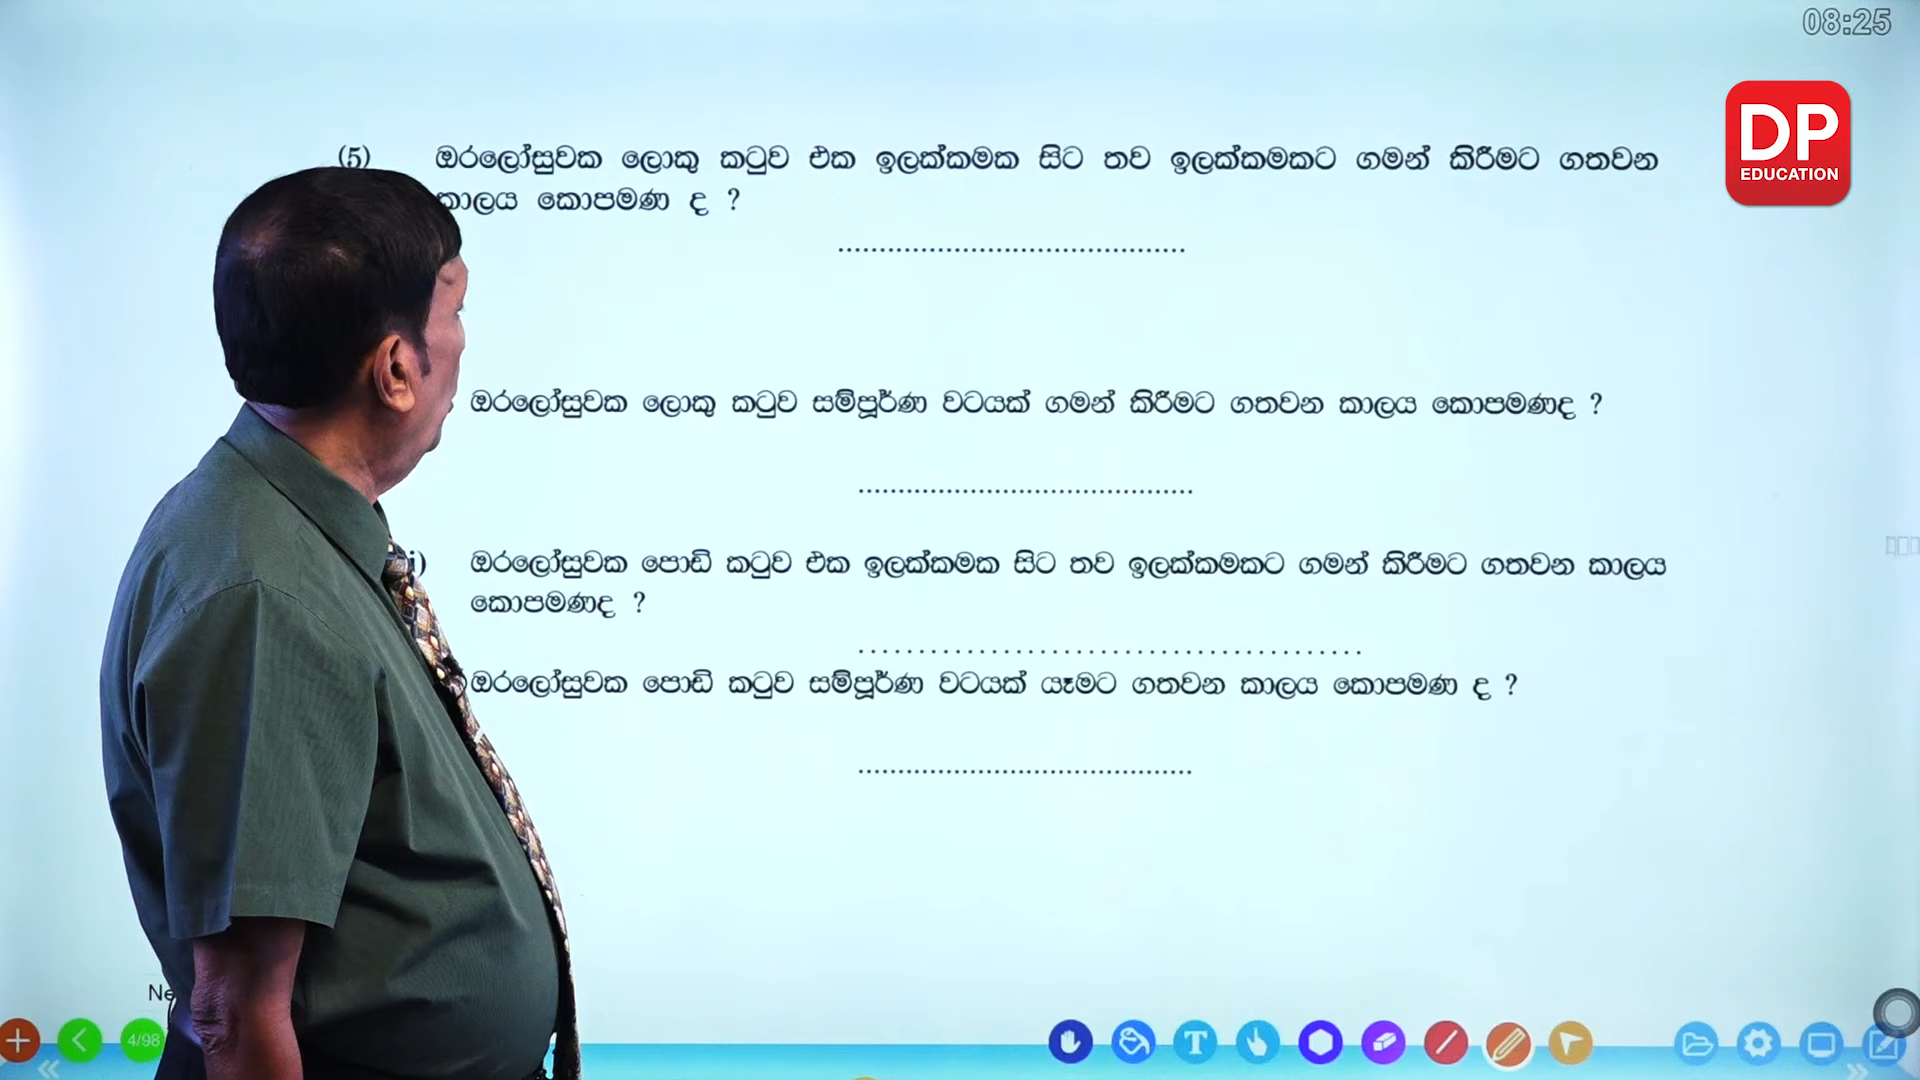 08:25
DP
EDUCATION
(5) ඔරලෝසුවක ලොකු කටුව එක ඉලක්කමක සිට තව ඉලක්කමකට ගමන් කිරීමට ගතවන
කාලය කොපමණ ද ?
........................................
ඔරලෝසුවක ලොකු කටුව සම්පූර්ණ වටයක් ගමන් කිරීමට ගතවන කාලය කොපමණද ?
........................................
i) ඔරලෝසුවක පොඩි කටුව එක ඉලක්කමක සිට තව ඉලක්කමකට ගමන් කිරීමට ගතවන කාලය
කොපමණද ?
........................................
) ඔරලෝසුවක පොඩි කටුව සම්පූර්ණ වටයක් යෑමට ගතවන කාලය කොපමණ ද ?
........................................
4/98